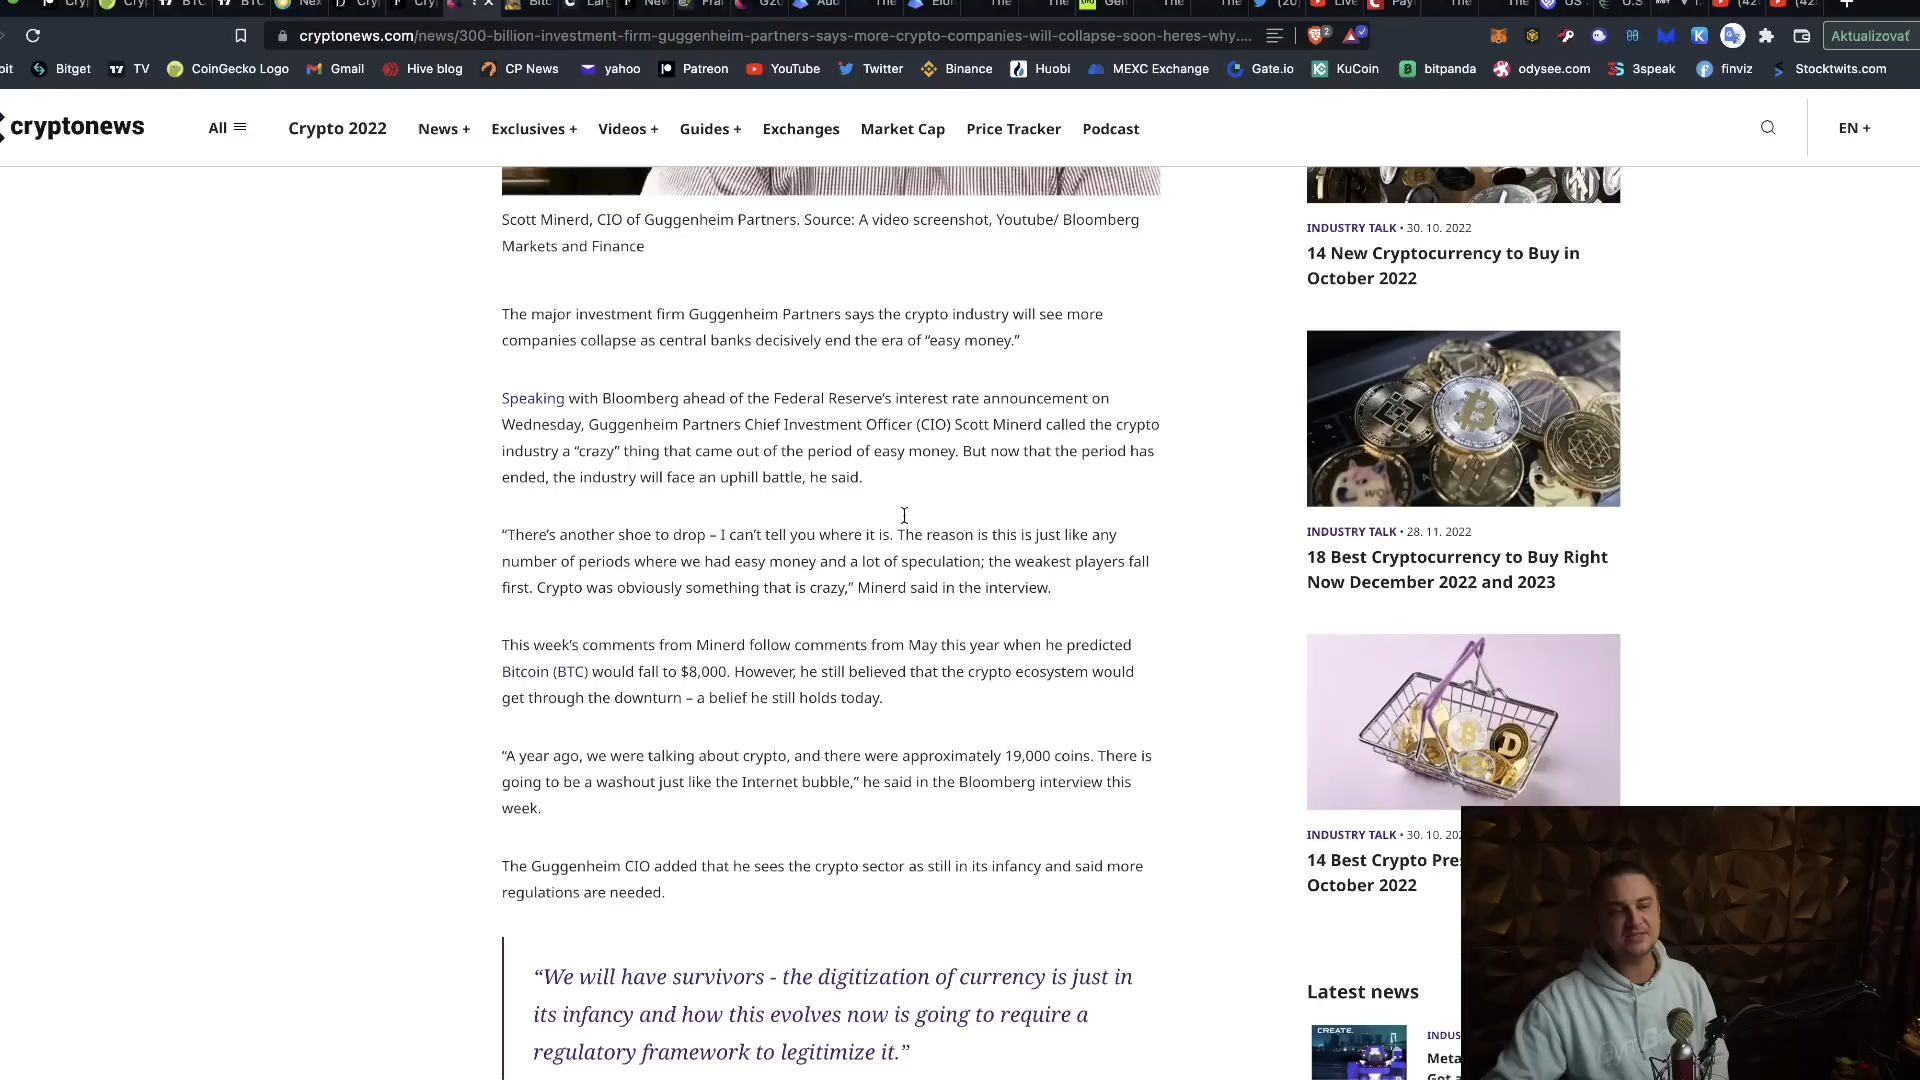 cryptonews.com/news/300-billion-investment-firm-guggenheim-partners-says-more-crypto-companies-will-collapse-soon-heres-why....
Aktualizovať
Bitget TV CoinGecko Logo Gmail Hive blog CP News yahoo Patreon YouTube Twitter Binance Huobi MEXC Exchange Gate.io KuCoin bitpanda odysee.com 3speak finviz Stocktwits.com
cryptonews All Crypto 2022 News + Exclusives + Videos + Guides + Exchanges Market Cap Price Tracker Podcast EN +
Scott Minerd, CIO of Guggenheim Partners. Source: A video screenshot, Youtube/ Bloomberg
Markets and Finance
The major investment firm Guggenheim Partners says the crypto industry will see more
companies collapse as central banks decisively end the era of “easy money.”
Speaking with Bloomberg ahead of the Federal Reserve’s interest rate announcement on
Wednesday, Guggenheim Partners Chief Investment Officer (CIO) Scott Minerd called the crypto
industry a “crazy” thing that came out of the period of easy money. But now that the period has
ended, the industry will face an uphill battle, he said.
“There’s another shoe to drop – I can’t tell you where it is. The reason is this is just like any
number of periods where we had easy money and a lot of speculation; the weakest players fall
first. Crypto was obviously something that is crazy,” Minerd said in the interview.
This week’s comments from Minerd follow comments from May this year when he predicted
Bitcoin (BTC) would fall to $8,000. However, he still believed that the crypto ecosystem would
get through the downturn – a belief he still holds today.
“A year ago, we were talking about crypto, and there were approximately 19,000 coins. There is
going to be a washout just like the Internet bubble,” he said in the Bloomberg interview this
week.
The Guggenheim CIO added that he sees the crypto sector as still in its infancy and said more
regulations are needed.
“We will have survivors - the digitization of currency is just in
its infancy and how this evolves now is going to require a
regulatory framework to legitimize it.”
INDUSTRY TALK • 30. 10. 2022
14 New Cryptocurrency to Buy in
October 2022
INDUSTRY TALK • 28. 11. 2022
18 Best Cryptocurrency to Buy Right
Now December 2022 and 2023
INDUSTRY TALK • 30. 10. 202
14 Best Crypto Pres
October 2022
Latest news
CREATE.
INDUS
Meta